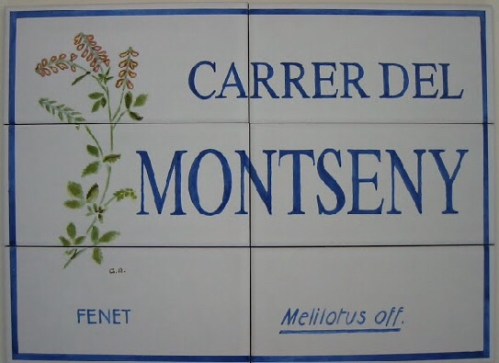 CARRER DEL
MONTSENY
a.a.
FENET
Melilotus off.